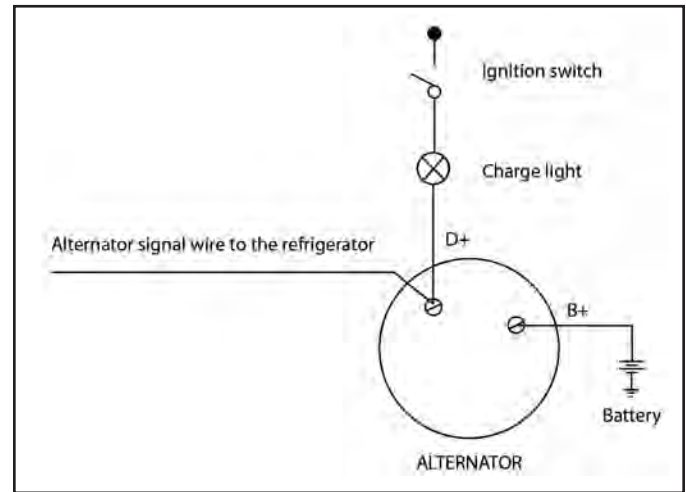 Ignition switch
Charge light
Alternator signal wire to the refrigerator
D+
B+
Battery
ALTERNATOR